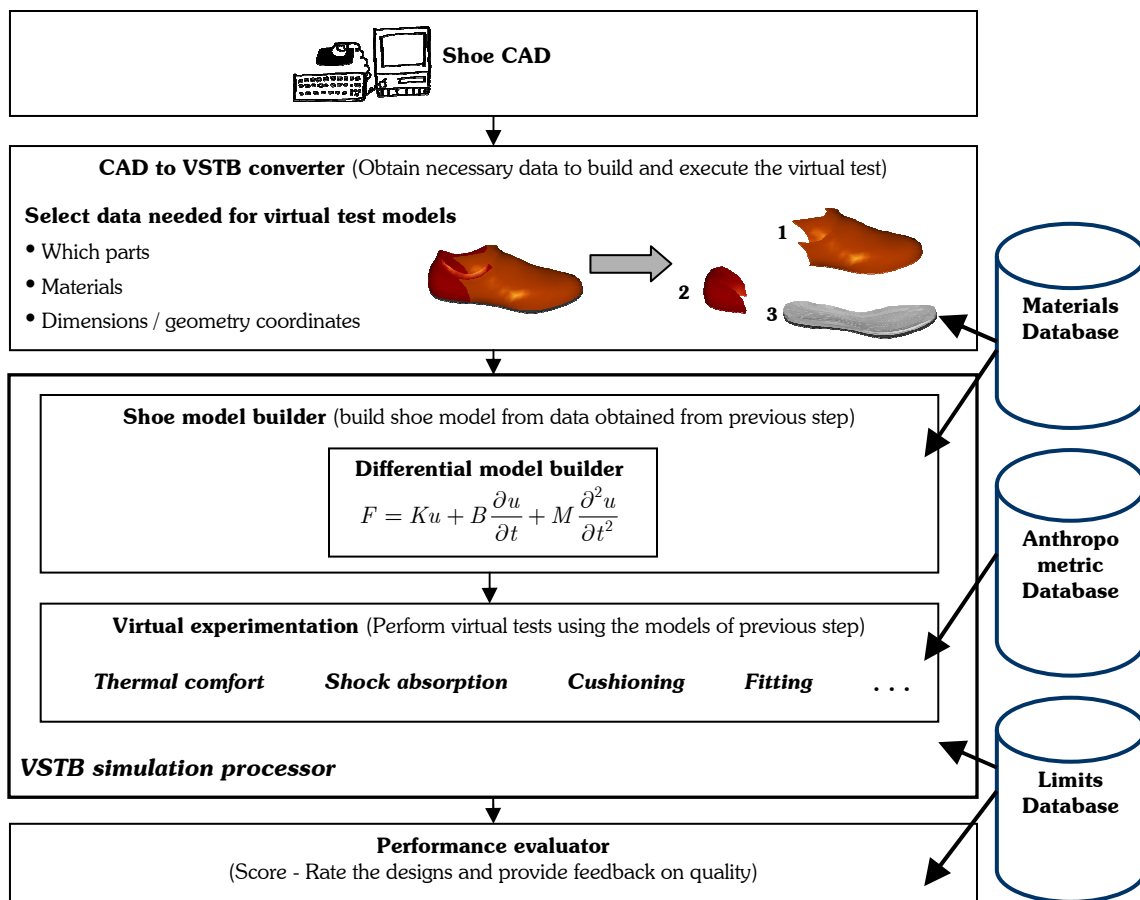 Shoe CAD
CAD to VSTB converter (Obtain necessary data to build and execute the virtual test)
Select data needed for virtual test models
• Which parts
• Materials
• Dimensions / geometry coordinates
1
2
3
Materials
Database
Shoe model builder (build shoe model from data obtained from previous step)
Differential model builder
F = Ku + B ∂u/∂t + M ∂²u/∂t²
Anthropo
metric
Database
Virtual experimentation (Perform virtual tests using the models of previous step)
Thermal comfort Shock absorption Cushioning Fitting . . .
VSTB simulation processor
Limits
Database
Performance evaluator
(Score - Rate the designs and provide feedback on quality)